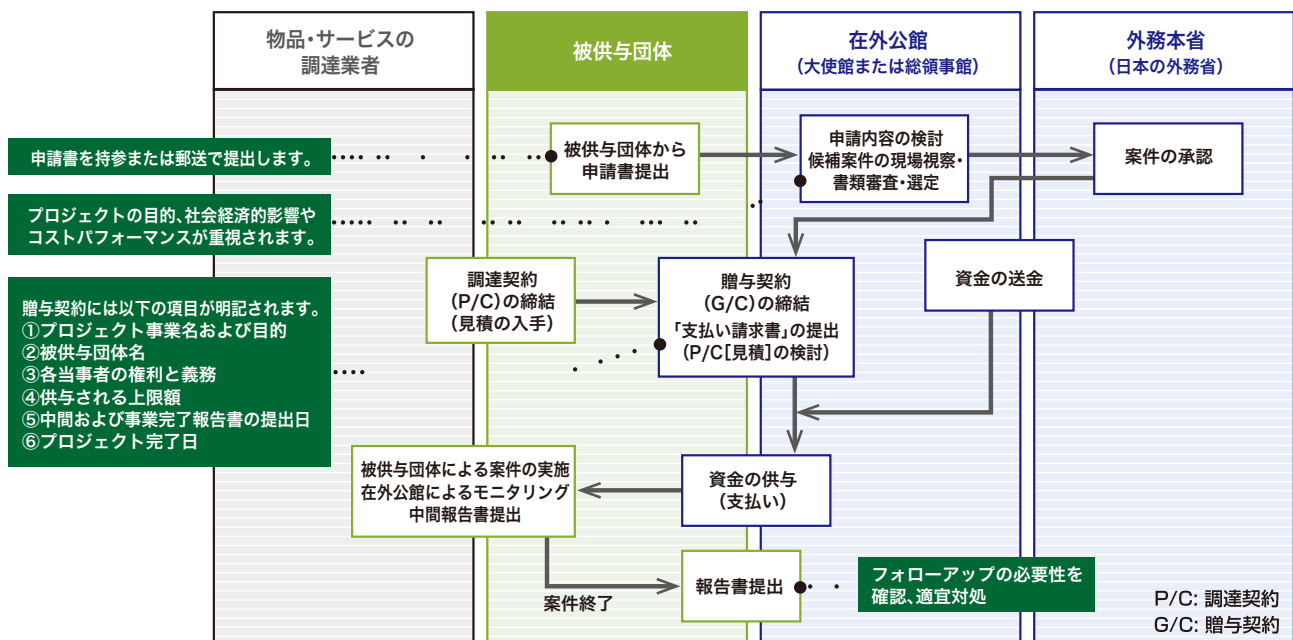 物品・サービスの
調達業者
被供与団体
在外公館
(大使館または総領事館)
外務本省
(日本の外務省)
申請書を持参または郵送で提出します。
被供与団体から
申請書提出
申請内容の検討
候補案件の現場視察・
書類審査・選定
案件の承認
プロジェクトの目的、社会経済的影響や
コストパフォーマンスが重視されます。
贈与契約には以下の項目が明記されます。
①プロジェクト事業名および目的
②被供与団体名
③各当事者の権利と義務
④供与される上限額
⑤中間および事業完了報告書の提出日
⑥プロジェクト完了日
調達契約
(P/C)の締結
(見積の入手)
贈与契約
(G/C)の締結
「支払い請求書」の提出
(P/C[見積]の検討)
資金の送金
被供与団体による案件の実施
在外公館によるモニタリング
中間報告書提出
資金の供与
(支払い)
案件終了
報告書提出
フォローアップの必要性を
確認、適宜対処
P/C: 調達契約
G/C: 贈与契約